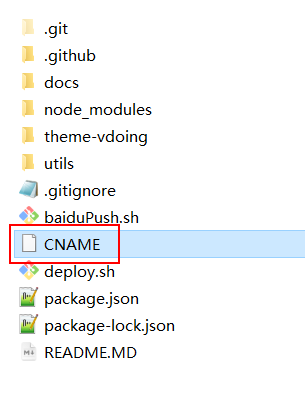 .git
.github
docs
node_modules
theme-vdoing
utils
.gitignore
baiduPush.sh
CNAME
deploy.sh
package.json
package-lock.json
README.MD